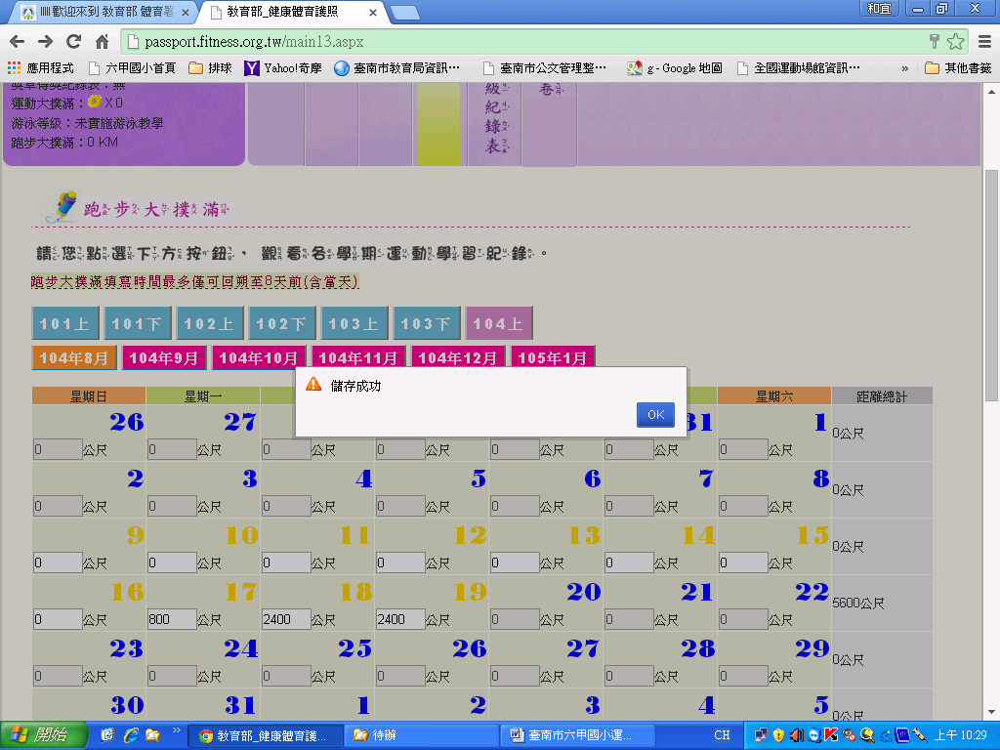 歡迎來到 教育部 體育署
教育部_健康體育護照
和宜
passport.fitness.org.tw/main13.aspx
應用程式
六甲國小首頁
排球
Yahoo!奇摩
臺南市教育局資訊…
臺南市公文管理整…
g - Google 地圖
全國運動場館資訊…
»
其他書籤
運動大撲滿：X 0
游泳等級：未實施游泳教學
跑步大撲滿：0 KM
級紀錄表
卷
跑步大撲滿
請您點選下方按鈕，觀看各學期運動學習紀錄。
跑步大撲滿填寫時間最多僅可回朔至8天前(含當天)
101上 101下 102上 102下 103上 103下 104上
104年8月 104年9月 104年10月 104年11月 104年12月 105年1月
儲存成功
OK
星期日 星期一 星期六 距離總計
26 27 31 1
0公尺 0公尺 0公尺 0公尺 0公尺 0公尺 0公尺 0公尺
2 3 4 5 6 7 8
0公尺 0公尺 0公尺 0公尺 0公尺 0公尺 0公尺 0公尺
9 10 11 12 13 14 15
0公尺 0公尺 0公尺 0公尺 0公尺 0公尺 0公尺 0公尺
16 17 18 19 20 21 22
0公尺 800公尺 2400公尺 2400公尺 0公尺 0公尺 0公尺 5600公尺
23 24 25 26 27 28 29
0公尺 0公尺 0公尺 0公尺 0公尺 0公尺 0公尺 0公尺
30 31 1 2 3 4 5
0公尺
開始
»
教育部_健康體育護...
待辦
臺南市六甲國小運...
CH
上午 10:29